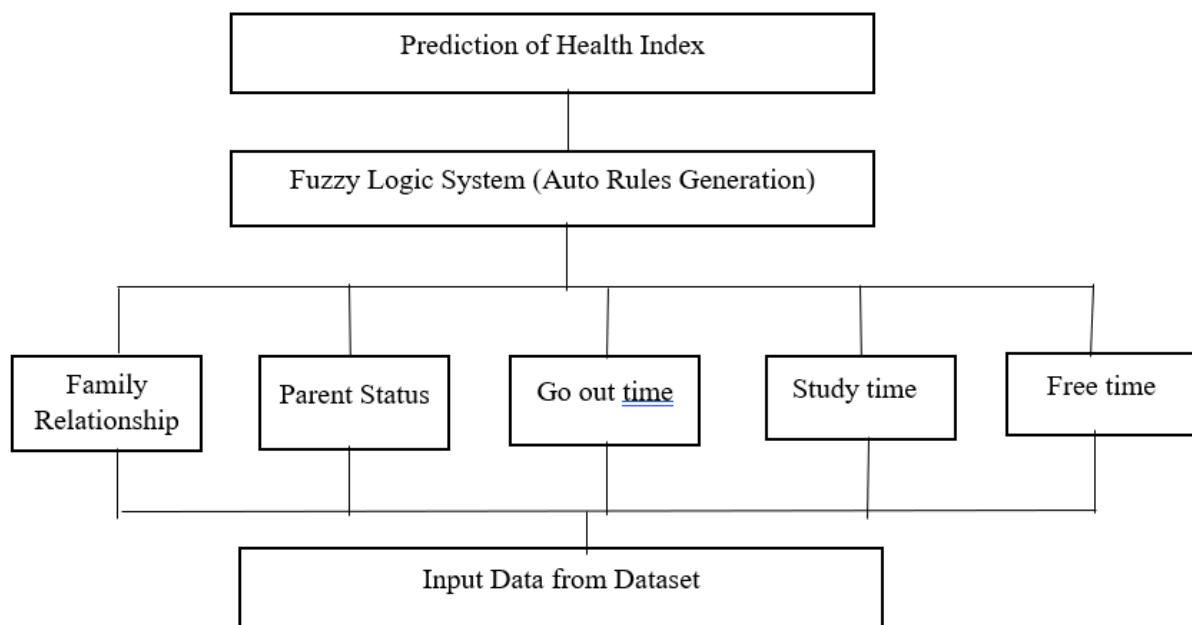 Prediction of Health Index
Fuzzy Logic System (Auto Rules Generation)
Family
Relationship
Parent Status
Go out time
Study time
Free time
Input Data from Dataset